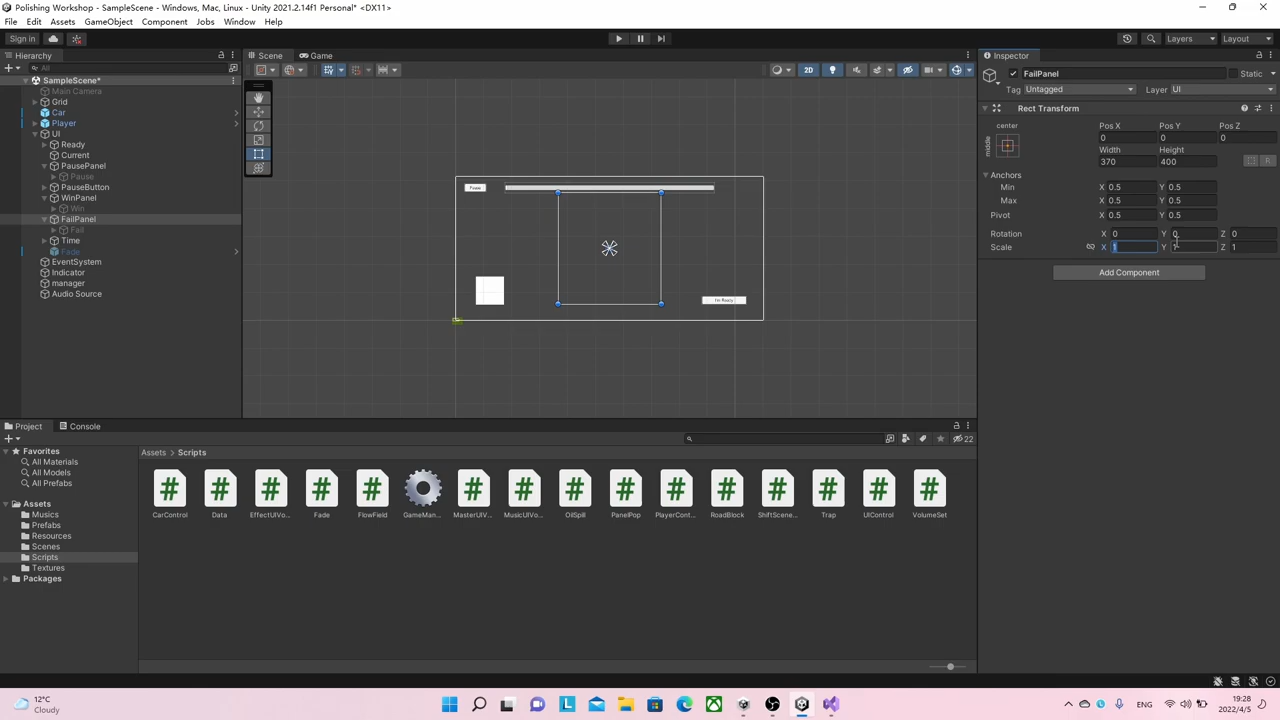 Polishing Workshop - SampleScene - Windows, Mac, Linux - Unity 2021.2.14f1 Personal* <DX11>
File Edit Assets GameObject Component Jobs Window Help
Sign in
Layers
Layout
Hierarchy
All
SampleScene*
Main Camera
Grid
Car
Player
UI
Ready
Current
PausePanel
Pause
PauseButton
WinPanel
Win
FailPanel
Fail
Time
Fade
EventSystem
Indicator
manager
Audio Source
Scene
Game
2D
Pause
I'm Ready
Inspector
FailPanel
Static
Tag Untagged Layer UI
Rect Transform
center
middle
Pos X Pos Y Pos Z
0 0 0
Width Height
370 400
R
Anchors
Min X 0.5 Y 0.5
Max X 0.5 Y 0.5
Pivot X 0.5 Y 0.5
Rotation X 0 Y 0 Z 0
Scale X 1 Y 1 Z 1
Add Component
Project
Console
22
Favorites
All Materials
All Models
All Prefabs
Assets
Musics
Prefabs
Resources
Scenes
Scripts
Textures
Packages
Assets Scripts
CarControl Data EffectUIVo... Fade FlowField GameMan... MasterUIV... MusicUIVo... OilSpill PanelPop PlayerCont... RoadBlock ShiftScene... Trap UIControl VolumeSet
12°C
Cloudy
ENG
19:28
2022/4/5